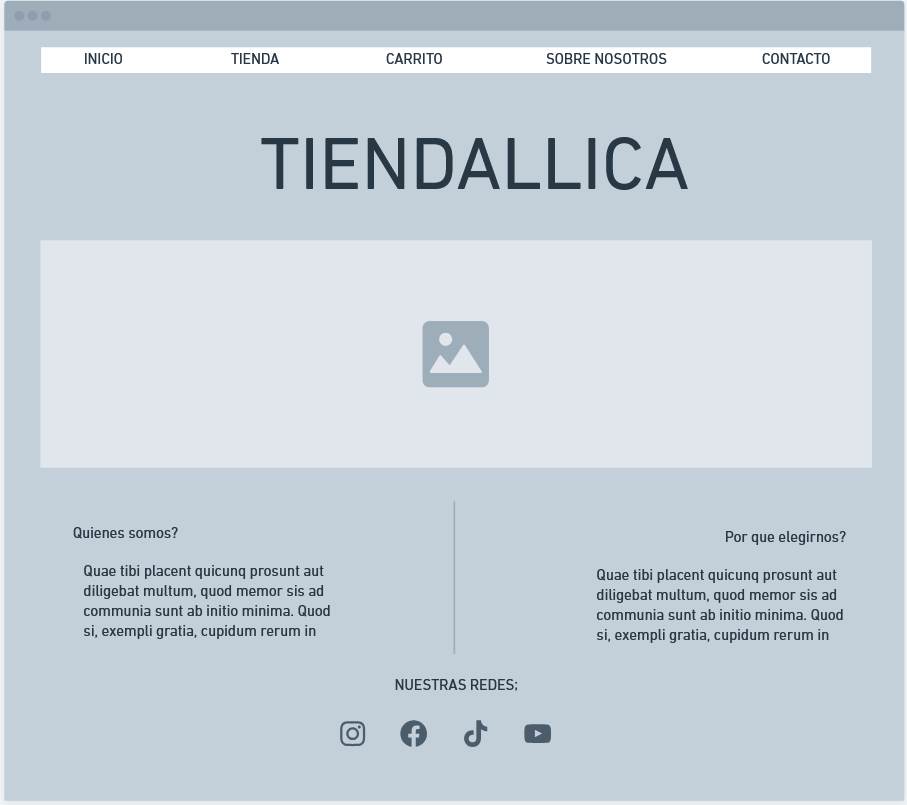 INICIO TIENDA CARRITO SOBRE NOSOTROS CONTACTO
TIENDALLICA
Quienes somos?
Quae tibi placent quicunq prosunt aut
diligebat multum, quod memor sis ad
communia sunt ab initio minima. Quod
si, exempli gratia, cupidum rerum in
Por que elegirnos?
Quae tibi placent quicunq prosunt aut
diligebat multum, quod memor sis ad
communia sunt ab initio minima. Quod
si, exempli gratia, cupidum rerum in
NUESTRAS REDES;